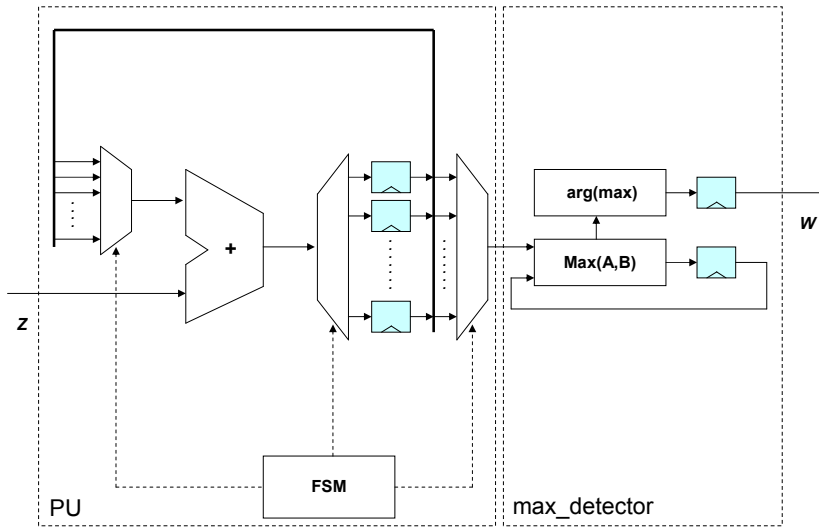 arg(max)
W
+
Max(A,B)
Z
FSM
PU
max_detector